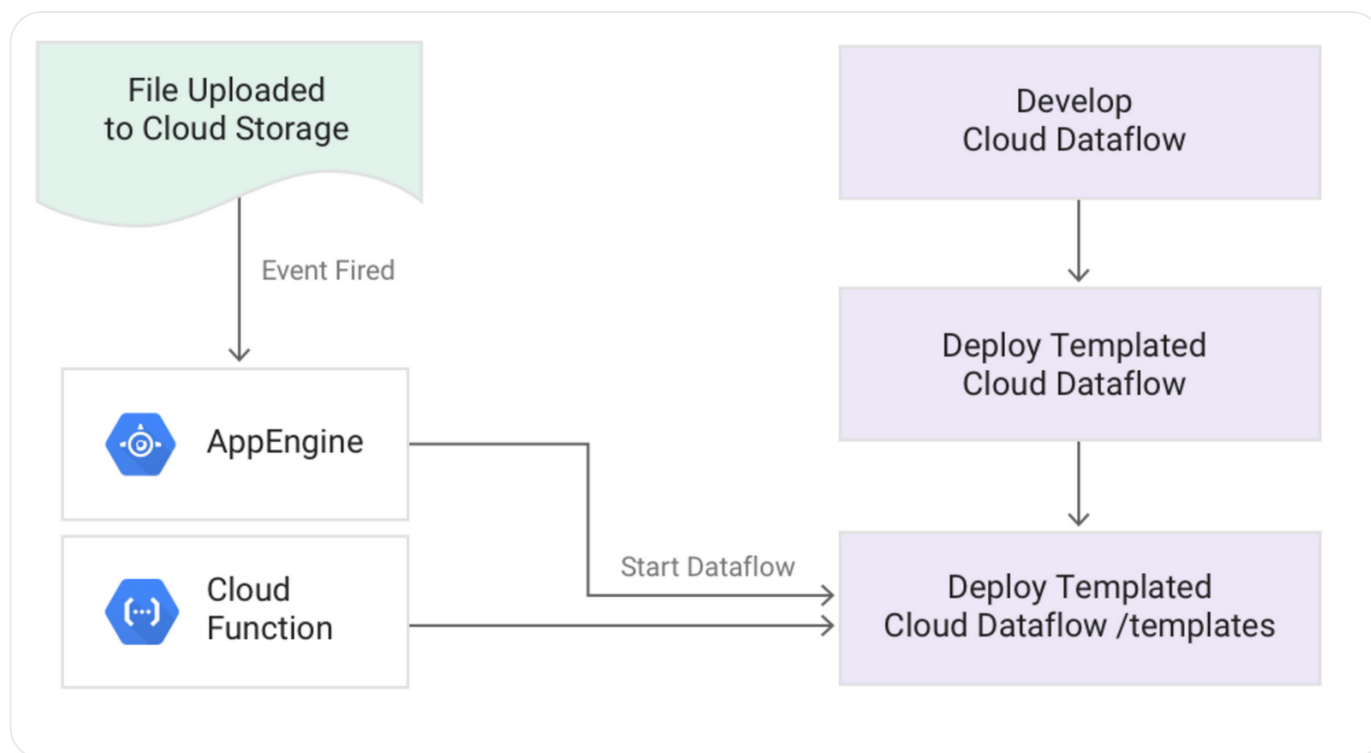 File Uploaded
to Cloud Storage
Event Fired
AppEngine
Cloud
Function
Start Dataflow
Develop
Cloud Dataflow
Deploy Templated
Cloud Dataflow
Deploy Templated
Cloud Dataflow /templates